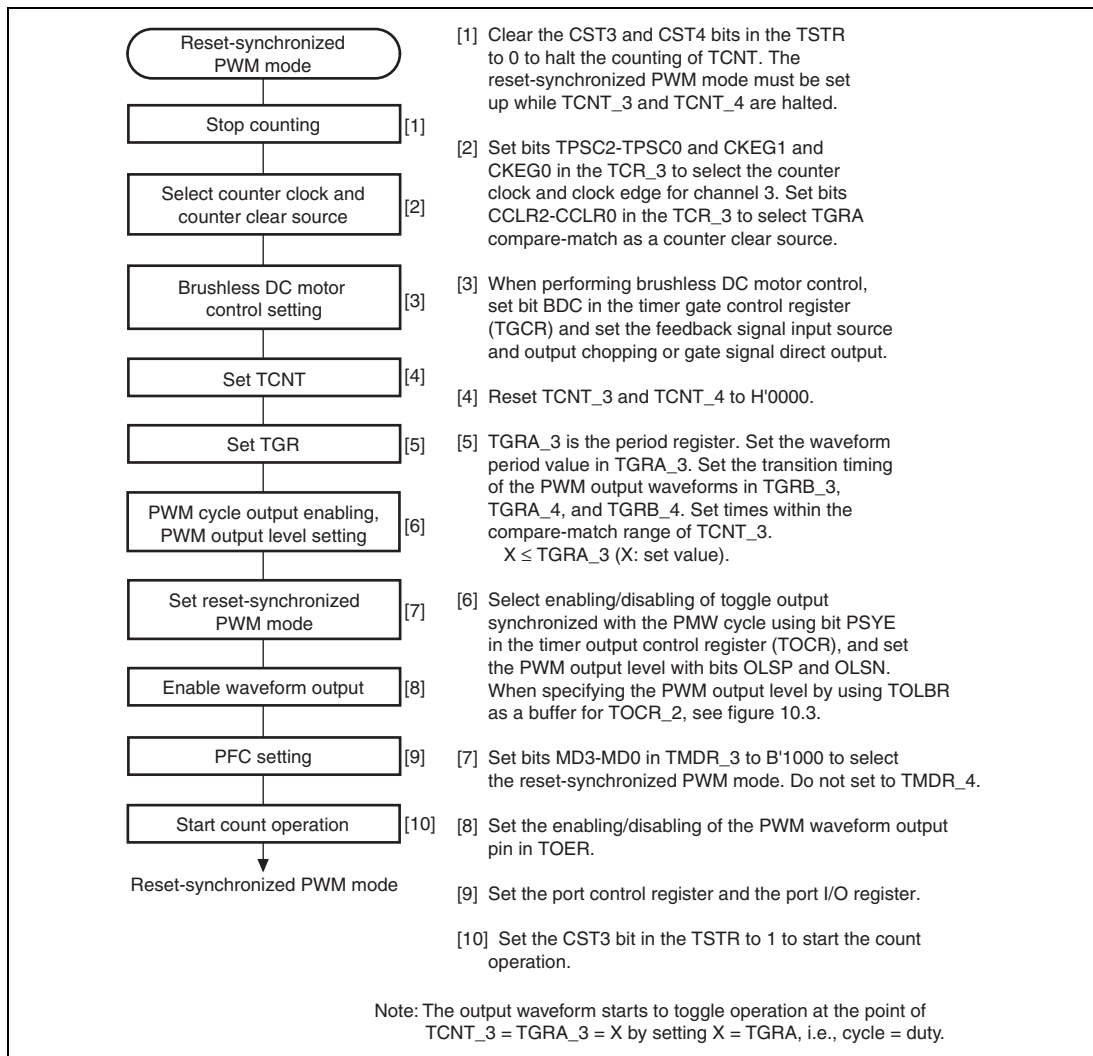 Reset-synchronized
PWM mode
Stop counting
[1]
Select counter clock and
counter clear source
[2]
Brushless DC motor
control setting
[3]
Set TCNT
[4]
Set TGR
[5]
PWM cycle output enabling,
PWM output level setting
[6]
Set reset-synchronized
PWM mode
[7]
Enable waveform output
[8]
PFC setting
[9]
Start count operation
[10]
Reset-synchronized PWM mode
[1] Clear the CST3 and CST4 bits in the TSTR
to 0 to halt the counting of TCNT. The
reset-synchronized PWM mode must be set
up while TCNT_3 and TCNT_4 are halted.
[2] Set bits TPSC2-TPSC0 and CKEG1 and
CKEG0 in the TCR_3 to select the counter
clock and clock edge for channel 3. Set bits
CCLR2-CCLR0 in the TCR_3 to select TGRA
compare-match as a counter clear source.
[3] When performing brushless DC motor control,
set bit BDC in the timer gate control register
(TGCR) and set the feedback signal input source
and output chopping or gate signal direct output.
[4] Reset TCNT_3 and TCNT_4 to H'0000.
[5] TGRA_3 is the period register. Set the waveform
period value in TGRA_3. Set the transition timing
of the PWM output waveforms in TGRB_3,
TGRA_4, and TGRB_4. Set times within the
compare-match range of TCNT_3.
X ≤ TGRA_3 (X: set value).
[6] Select enabling/disabling of toggle output
synchronized with the PMW cycle using bit PSYE
in the timer output control register (TOCR), and set
the PWM output level with bits OLSP and OLSN.
When specifying the PWM output level by using TOLBR
as a buffer for TOCR_2, see figure 10.3.
[7] Set bits MD3-MD0 in TMDR_3 to B'1000 to select
the reset-synchronized PWM mode. Do not set to TMDR_4.
[8] Set the enabling/disabling of the PWM waveform output
pin in TOER.
[9] Set the port control register and the port I/O register.
[10] Set the CST3 bit in the TSTR to 1 to start the count
operation.
Note: The output waveform starts to toggle operation at the point of
TCNT_3 = TGRA_3 = X by setting X = TGRA, i.e., cycle = duty.